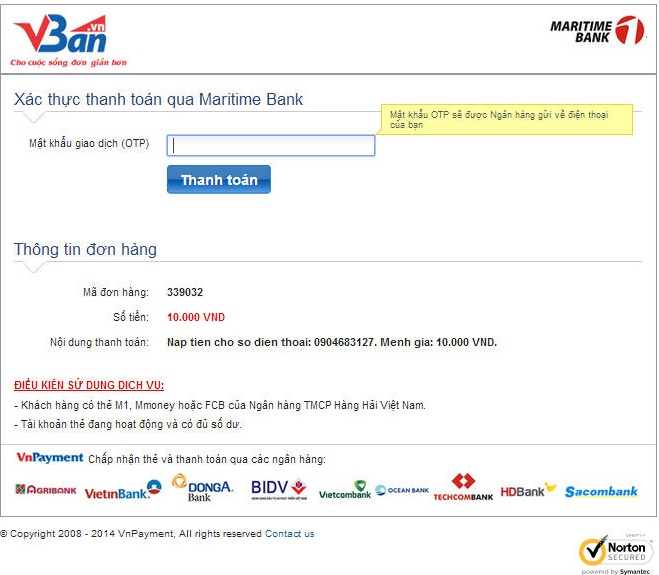 VBan.vn
MARITIME
BANK
Cho cuộc sống đơn giản hơn
Xác thực thanh toán qua Maritime Bank
Mật khẩu OTP sẽ được Ngân hàng gửi về điện thoại
của bạn
Mật khẩu giao dịch (OTP)
Thanh toán
Thông tin đơn hàng
Mã đơn hàng: 339032
Số tiền: 10.000 VND
Nội dung thanh toán: Nap tien cho so dien thoai: 0904683127. Menh gia: 10.000 VND.
ĐIỀU KIỆN SỬ DỤNG DỊCH VỤ:
- Khách hàng có thẻ M1, Mmoney hoặc FCB của Ngân hàng TMCP Hàng Hải Việt Nam.
- Tài khoản thẻ đang hoạt động và có đủ số dư.
VnPayment Chấp nhận thẻ và thanh toán qua các ngân hàng:
AGRIBANK VietinBank DONGA Bank BIDV Vietcombank OCEAN BANK TECHCOMBANK HDBank Sacombank
© Copyright 2008 - 2014 VnPayment, All rights reserved Contact us
Norton
SECURED
powered by Symantec